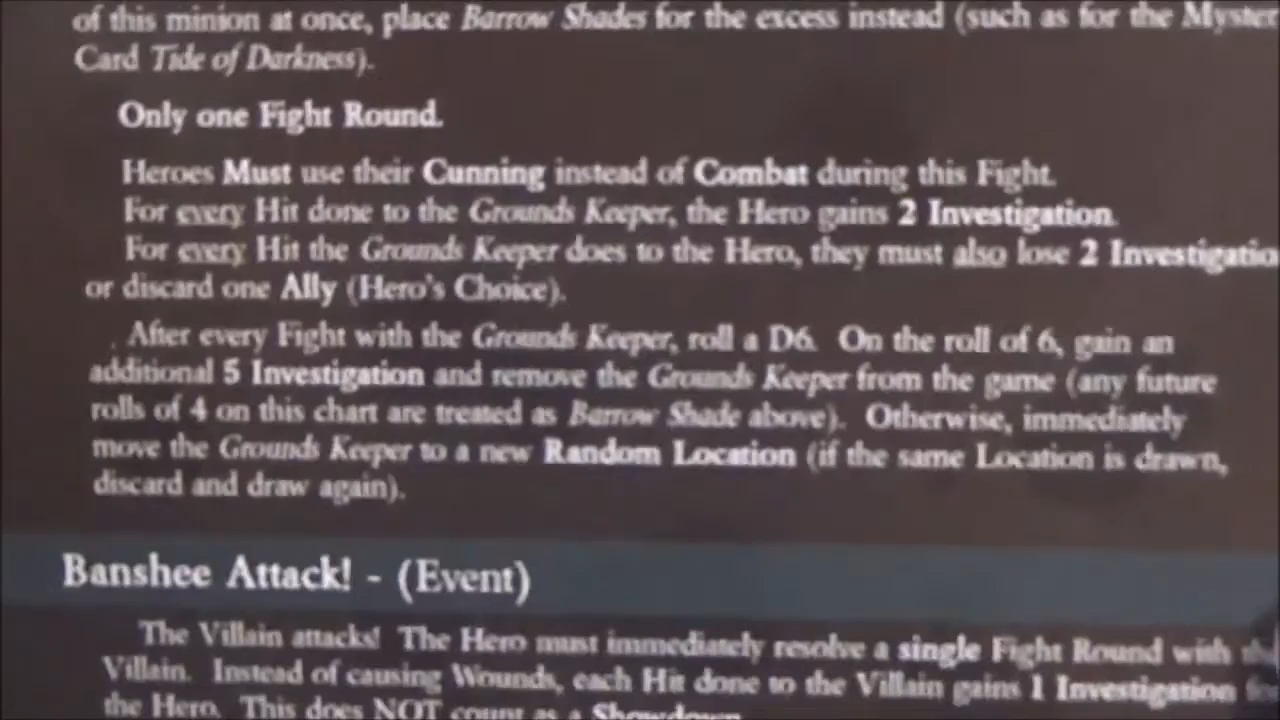 of this minion at once, place Barrow Shades for the excess instead (such as for the Myster
Card Tide of Darkness).
Only one Fight Round.
Heroes Must use their Cunning instead of Combat during this Fight.
For every Hit done to the Grounds Keeper, the Hero gains 2 Investigation.
For every Hit the Grounds Keeper does to the Hero, they must also lose 2 Investigatio
or discard one Ally (Hero's Choice).
After every Fight with the Grounds Keeper, roll a D6. On the roll of 6, gain an
additional 5 Investigation and remove the Grounds Keeper from the game (any future
rolls of 4 on this chart are treated as Barrow Shade above). Otherwise, immediately
move the Grounds Keeper to a new Random Location (if the same Location is drawn,
discard and draw again).
Banshee Attack! - (Event)
The Villain attacks! The Hero must immediately resolve a single Fight Round with
Villain. Instead of causing Wounds, each Hit done to the Villain gains 1 Investigation
the Hero. This does NOT count as a Showdown.